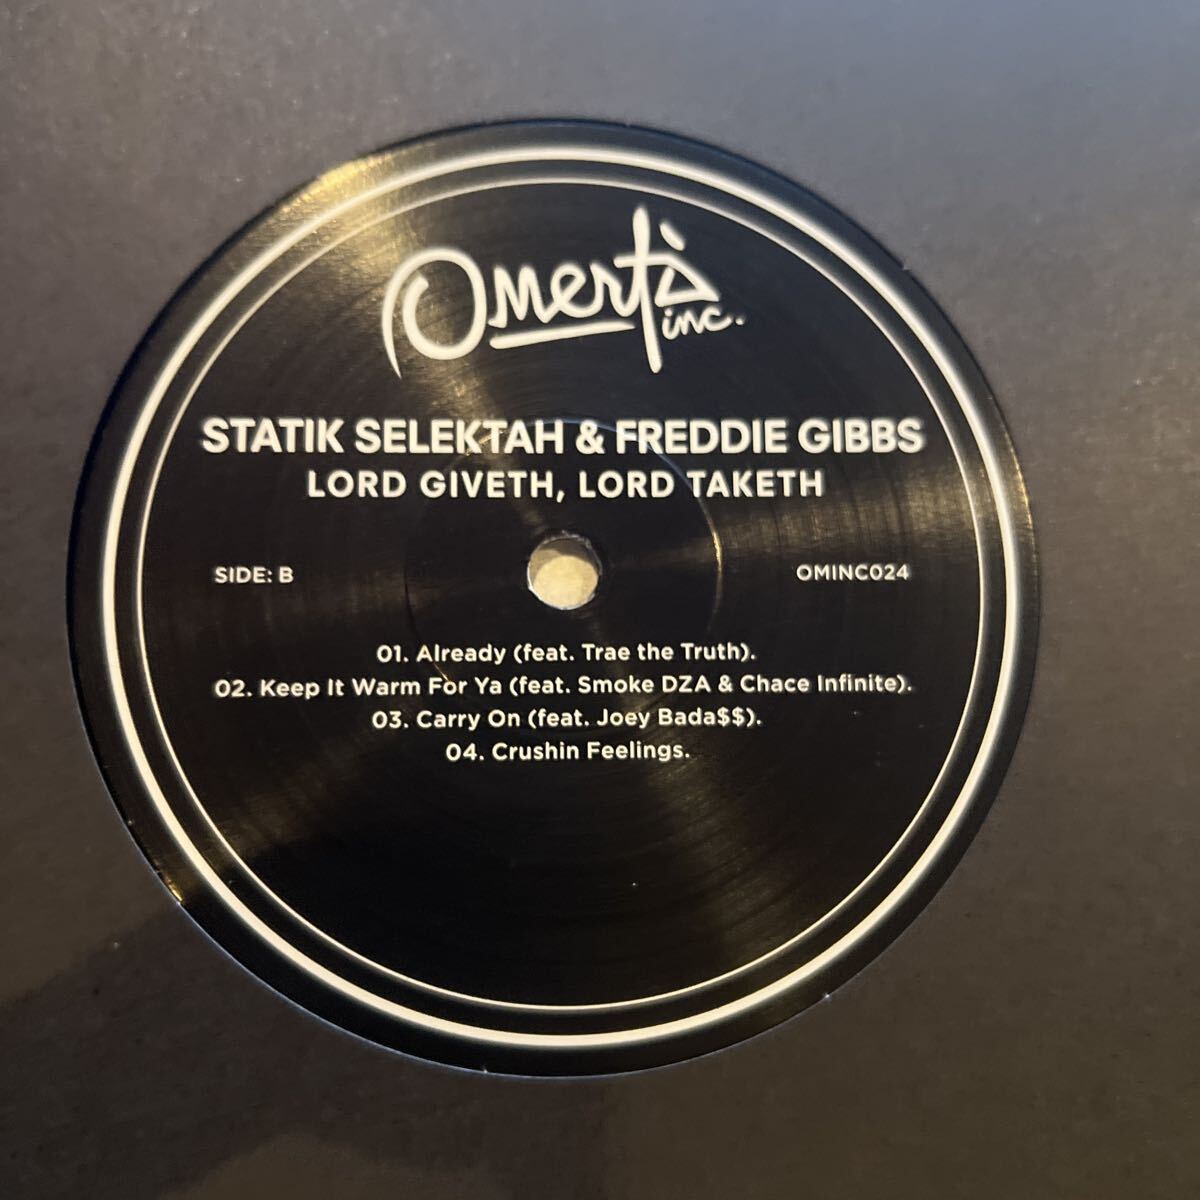 Omertà
inc.
STATIK SELEKTAH & FREDDIE GIBBS
LORD GIVETH, LORD TAKETH
SIDE: B
OMINC024
01. Already (feat. Trae the Truth).
02. Keep It Warm For Ya (feat. Smoke DZA & Chace Infinite).
03. Carry On (feat. Joey Bada$$).
04. Crushin Feelings.